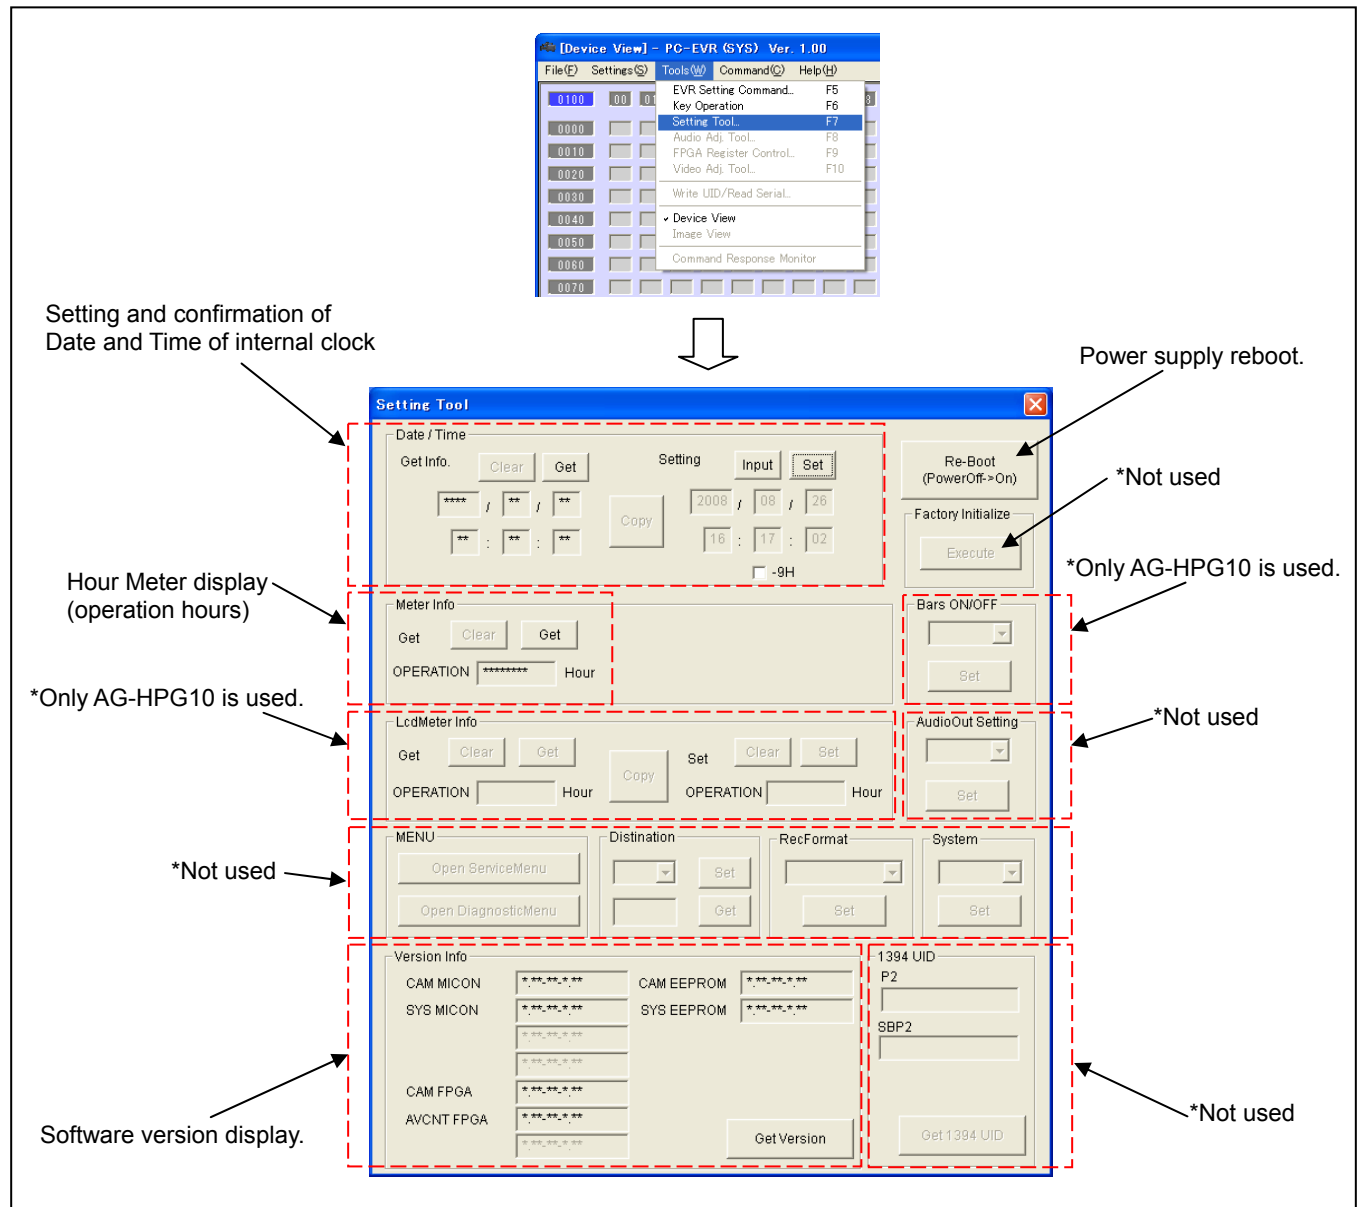 [Device View] - PC-EVR (SYS) Ver. 1.00
File(F) Settings(S) Tools(W) Command(C) Help(H)
0100 00 01
EVR Setting Command... F5
Key Operation F6
Setting Tool... F7
Audio Adj. Tool... F8
FPGA Register Control... F9
Video Adj. Tool... F10
Write UID/Read Serial...
Device View
Image View
Command Response Monitor
0000
0010
0020
0030
0040
0050
0060
0070
Setting and confirmation of
Date and Time of internal clock
Power supply reboot.
Setting Tool
Date / Time
Get Info. Clear Get Setting Input Set
**** / ** / ** Copy 2008 / 08 / 26
** : ** : ** 16 : 17 : 02
-9H
Re-Boot
(PowerOff->On)
*Not used
Factory Initialize
Execute
*Only AG-HPG10 is used.
Hour Meter display
(operation hours)
Meter Info
Get Clear Get
OPERATION ******** Hour
Bars ON/OFF
Set
*Only AG-HPG10 is used.
LcdMeter Info
Get Clear Get Copy Set Clear Set
OPERATION Hour OPERATION Hour
AudioOut Setting
Set
*Not used
*Not used
MENU
Open ServiceMenu
Open DiagnosticMenu
Distination
Set
Get
RecFormat
Set
System
Set
Version Info
CAM MICON *.**-**-*.** CAM EEPROM *.**-**-*.**
SYS MICON *.**-**-*.** SYS EEPROM *.**-**-*.**
*.**-**-*.**
*.**-**-*.**
CAM FPGA *.**-**-*.**
AVCNT FPGA *.**-**-*.**
*.**-**-*.**
Get Version
1394 UID
P2
SBP2
Get 1394 UID
*Not used
Software version display.